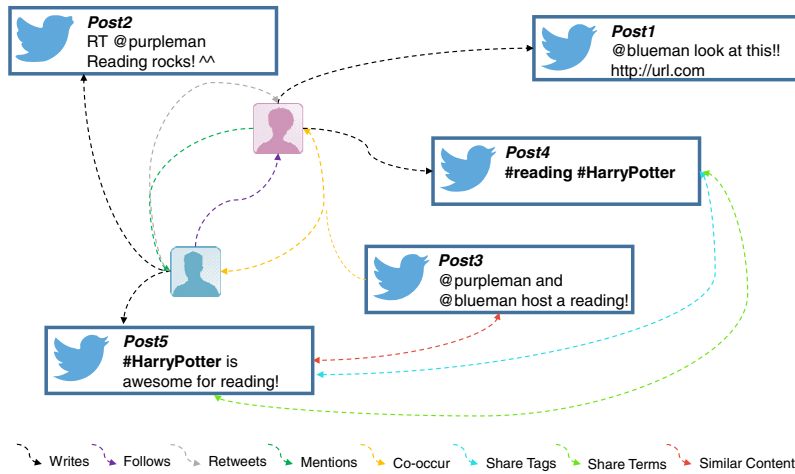 Post2
RT @purpleman
Reading rocks! ^^
Post1
@blueman look at this!!
http://url.com
Post4
#reading #HarryPotter
Post3
@purpleman and
@blueman host a reading!
Post5
#HarryPotter is
awesome for reading!
Writes Follows Retweets Mentions Co-occur Share Tags Share Terms Similar Content